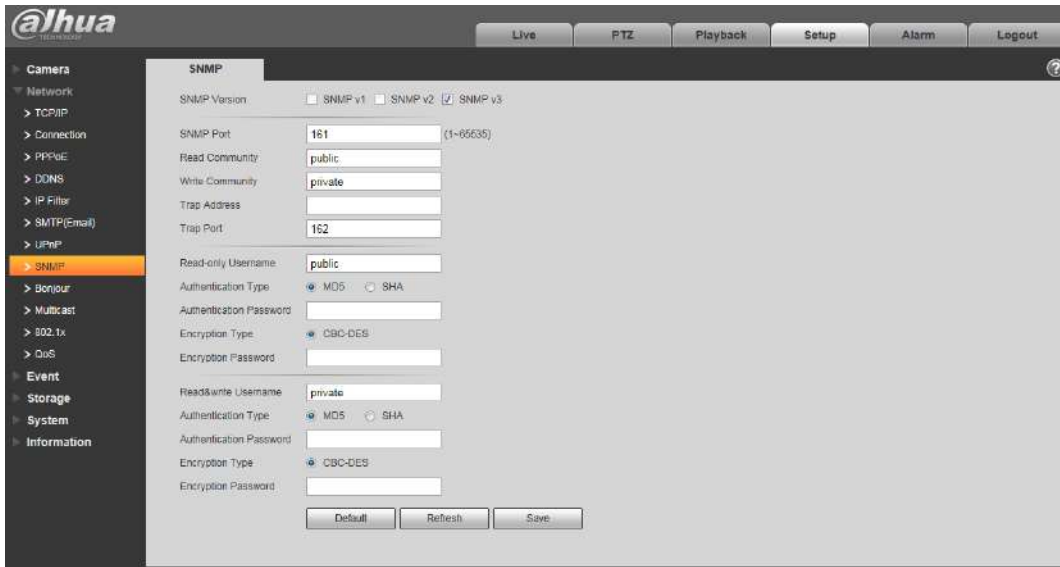 alhua
TECHNOLOGY
Live PTZ Playback Setup Alarm Logout
Camera
Network
TCP/IP
Connection
PPPoE
DDNS
IP Filter
SMTP(Email)
UPnP
SNMP
Bonjour
Multicast
802.1x
QoS
Event
Storage
System
Information
SNMP
?
SNMP Version SNMP v1 SNMP v2 SNMP v3
SNMP Port 161 (1~65535)
Read Community public
Write Community private
Trap Address
Trap Port 162
Read-only Username public
Authentication Type MD5 SHA
Authentication Password
Encryption Type CBC-DES
Encryption Password
Read&write Username private
Authentication Type MD5 SHA
Authentication Password
Encryption Type CBC-DES
Encryption Password
Default Refresh Save